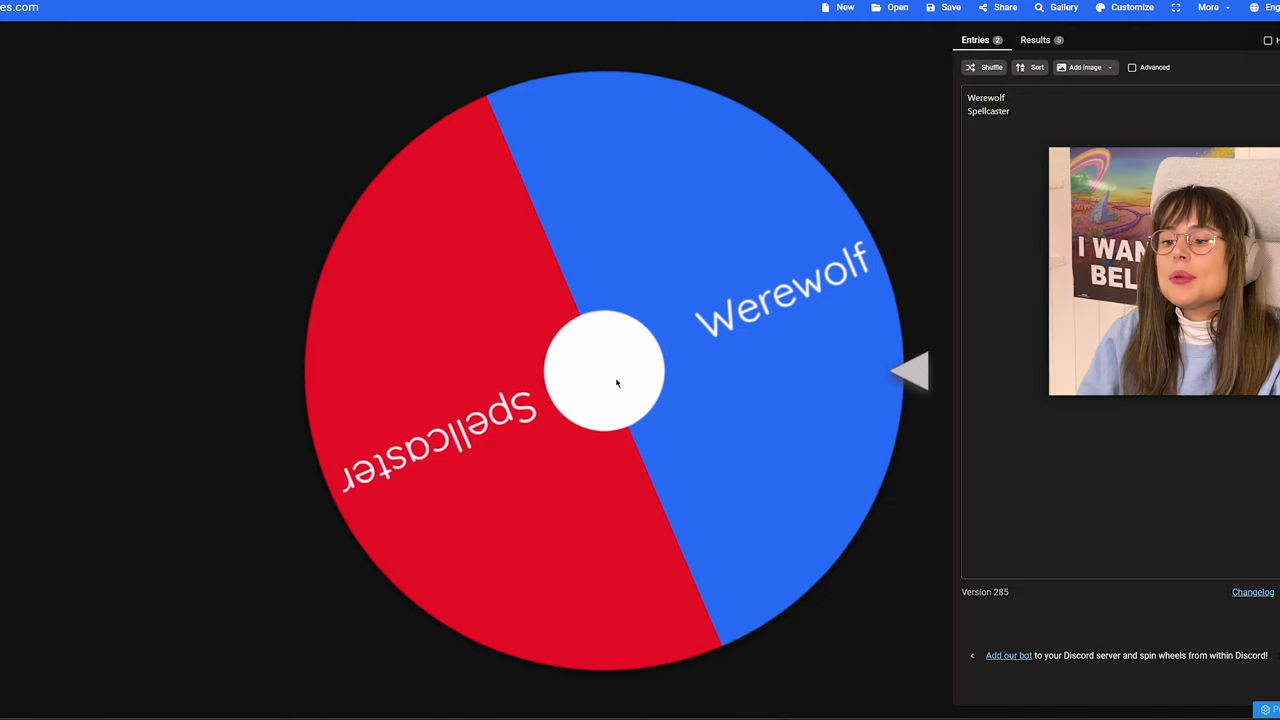 es.com
New Open Save Share Gallery Customize More Eng
Entries 2 Results 5 H
Shuffle Sort Add image Advanced
Werewolf
Spellcaster
I WAN
BEL
Werewolf
Spellcaster
Version 285 Changelog
Add our bot to your Discord server and spin wheels from within Discord!